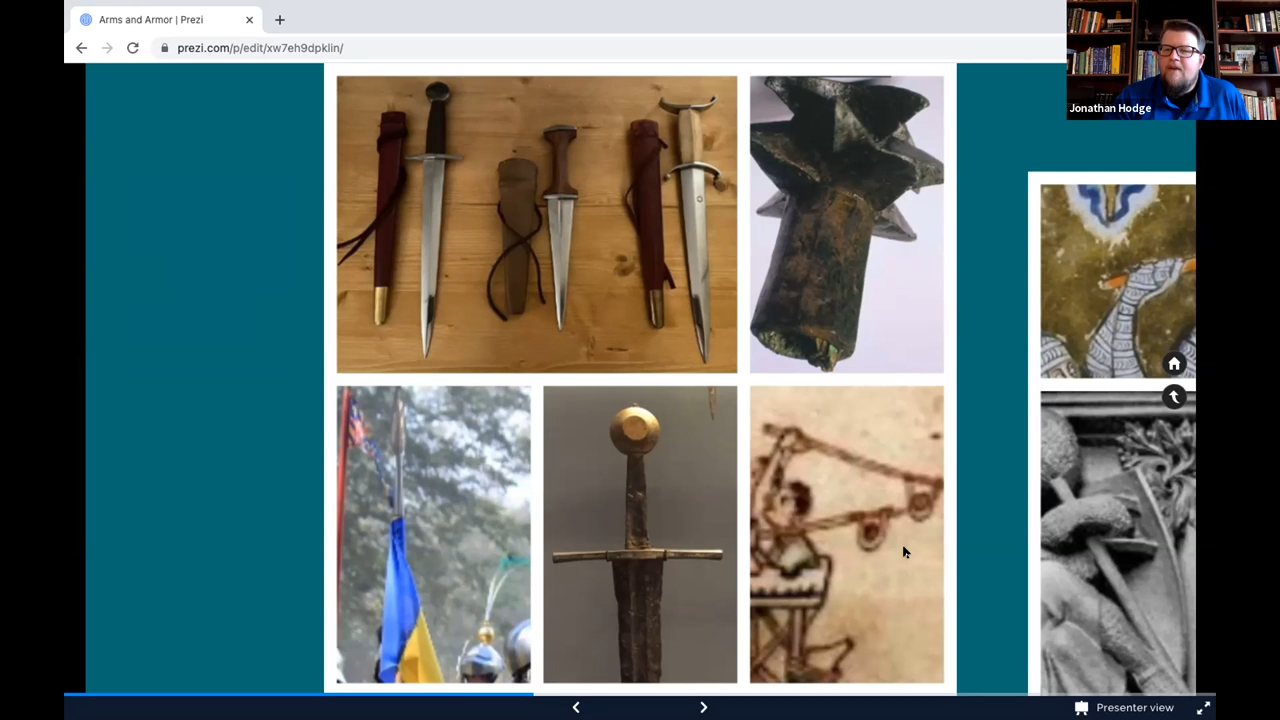 Arms and Armor | Prezi
prezi.com/p/edit/xw7eh9dpklin/
Jonathan Hodge
Presenter view